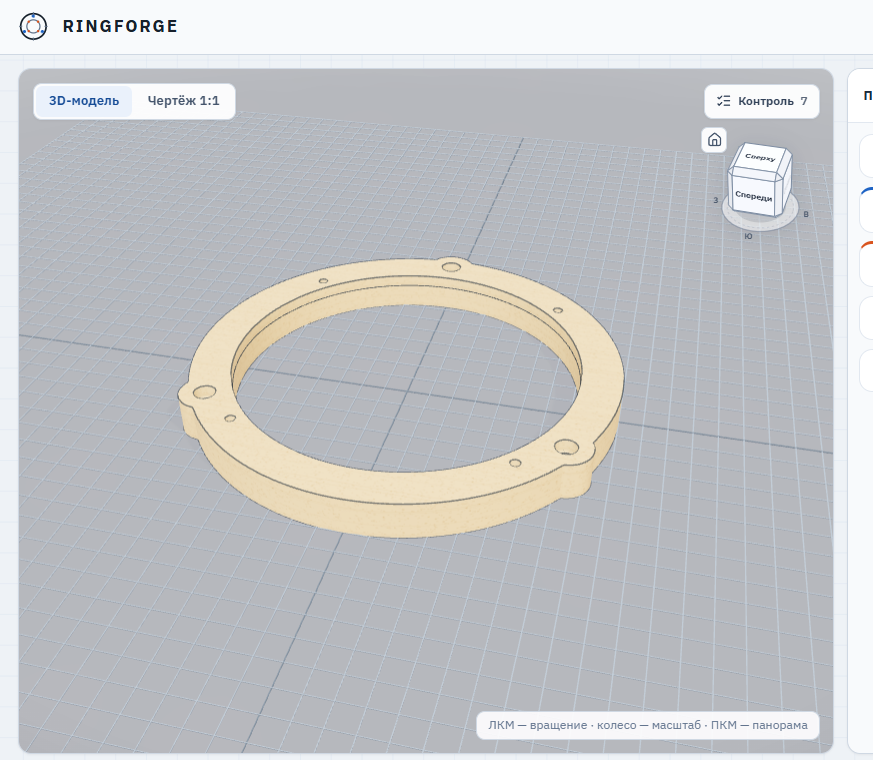 RINGFORGE
3D-модель
Чертёж 1:1
Контроль 7
П
Сверху
Спереди
З
В
Ю
ЛКМ — вращение · колесо — масштаб · ПКМ — панорама